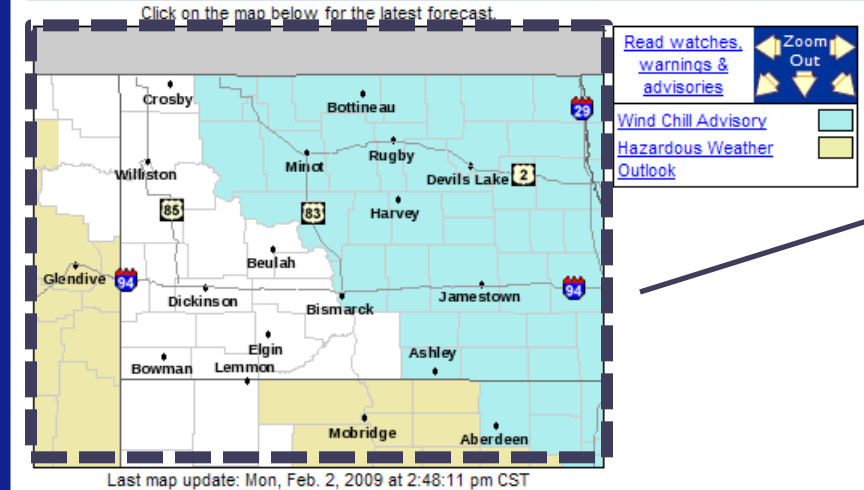 Click on the map below for the latest forecast.
Read watches,
warnings &
advisories
Zoom
Out
Wind Chill Advisory
Hazardous Weather
Outlook
Crosby
Bottineau
29
Minot
Rugby
Williston
Devils Lake
2
85
83
Harvey
Beulah
Glendive
94
Dickinson
Bismarck
Jamestown
94
Elgin
Ashley
Bowman
Lemmon
Mobridge
Aberdeen
Last map update: Mon, Feb. 2, 2009 at 2:48:11 pm CST